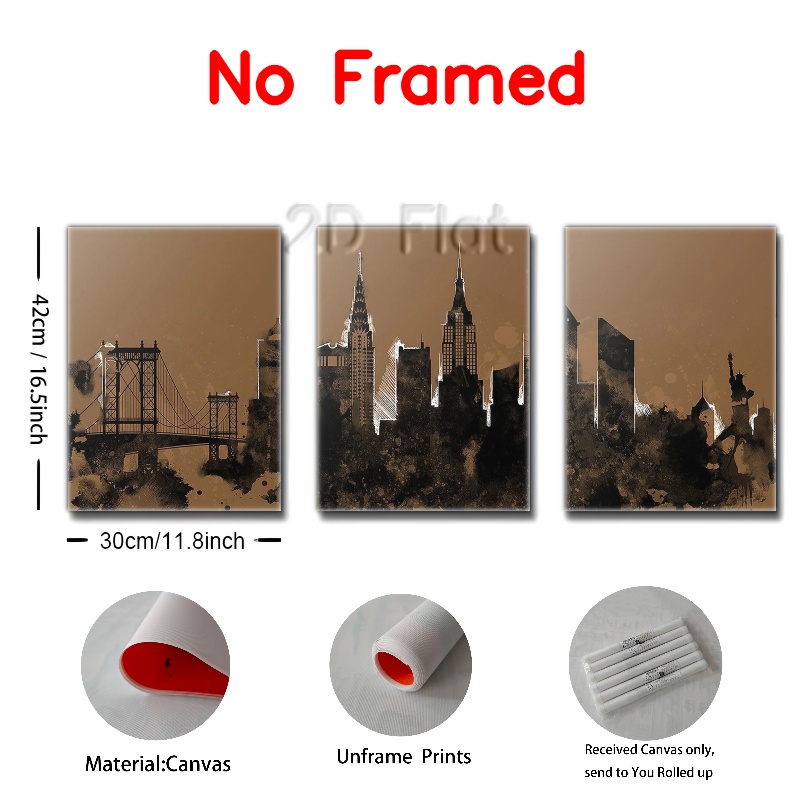 No Framed
2D Flat
42cm / 16.5inch
30cm/11.8inch
Material:Canvas
Unframe Prints
Received Canvas only,
send to You Rolled up